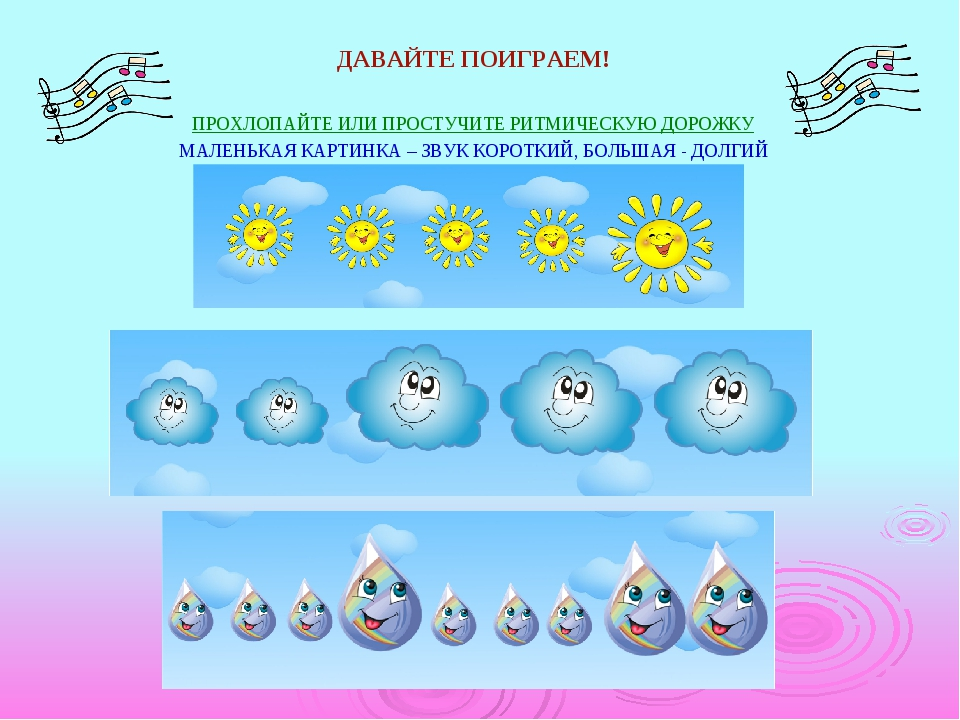 ДАВАЙТЕ ПОИГРАЕМ!
ПРОХЛОПАЙТЕ ИЛИ ПРОСТУЧИТЕ РИТМИЧЕСКУЮ ДОРОЖКУ
МАЛЕНЬКАЯ КАРТИНКА – ЗВУК КОРОТКИЙ, БОЛЬШАЯ - ДОЛГИЙ